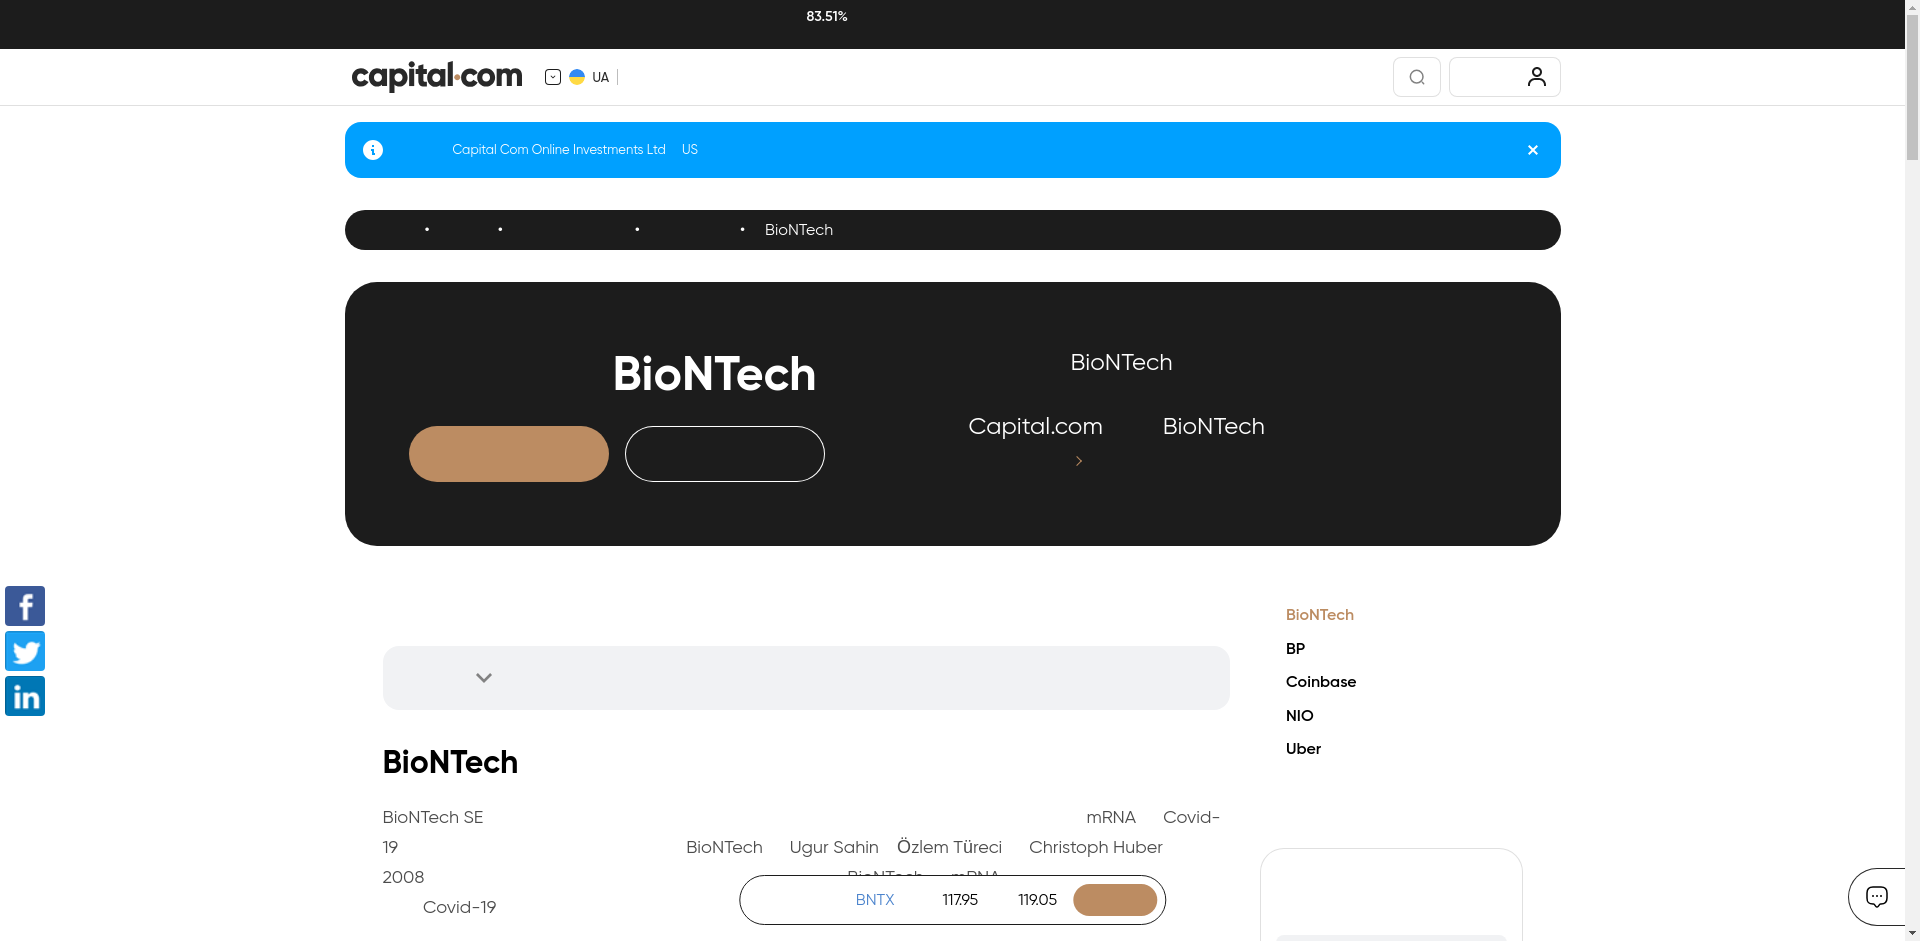 83.51%
capital.com
UA
Capital Com Online Investments Ltd US
BioNTech
BioNTech
BioNTech
Capital.com BioNTech
BioNTech
BP
Coinbase
NIO
Uber
BioNTech
BioNTech SE mRNA Covid-
19 BioNTech Ugur Sahin Özlem Türeci Christoph Huber
2008 BioNTech mRNA
Covid-19
BNTX 117.95 119.05